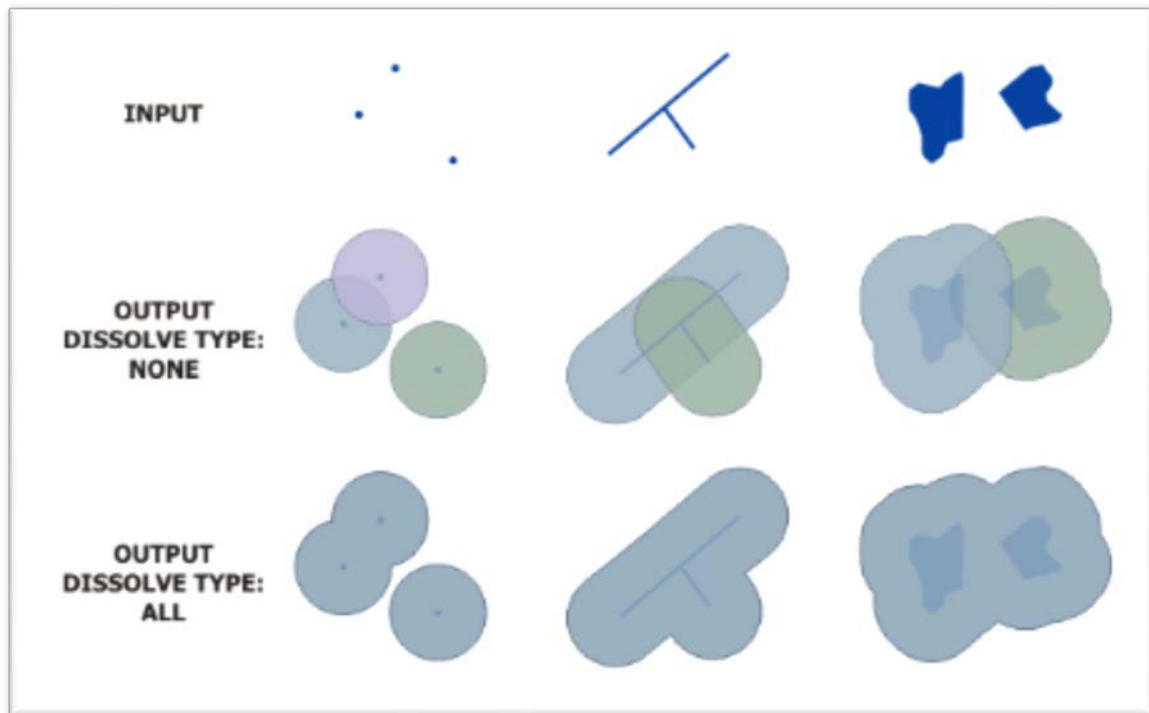 INPUT
OUTPUT
DISSOLVE TYPE:
NONE
OUTPUT
DISSOLVE TYPE:
ALL